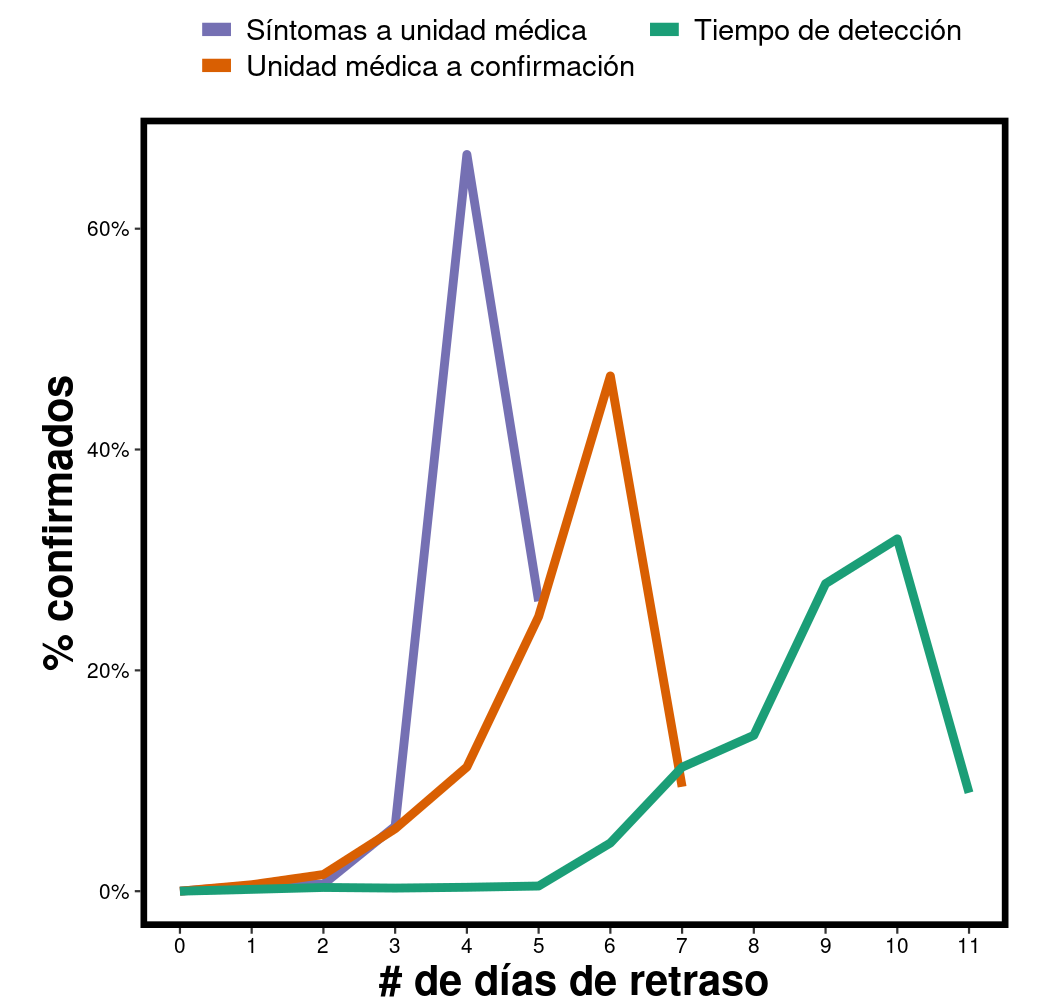 Síntomas a unidad médica
Tiempo de detección
Unidad médica a confirmación
% confirmados
60%
40%
20%
0%
0 1 2 3 4 5 6 7 8 9 10 11
# de días de retraso